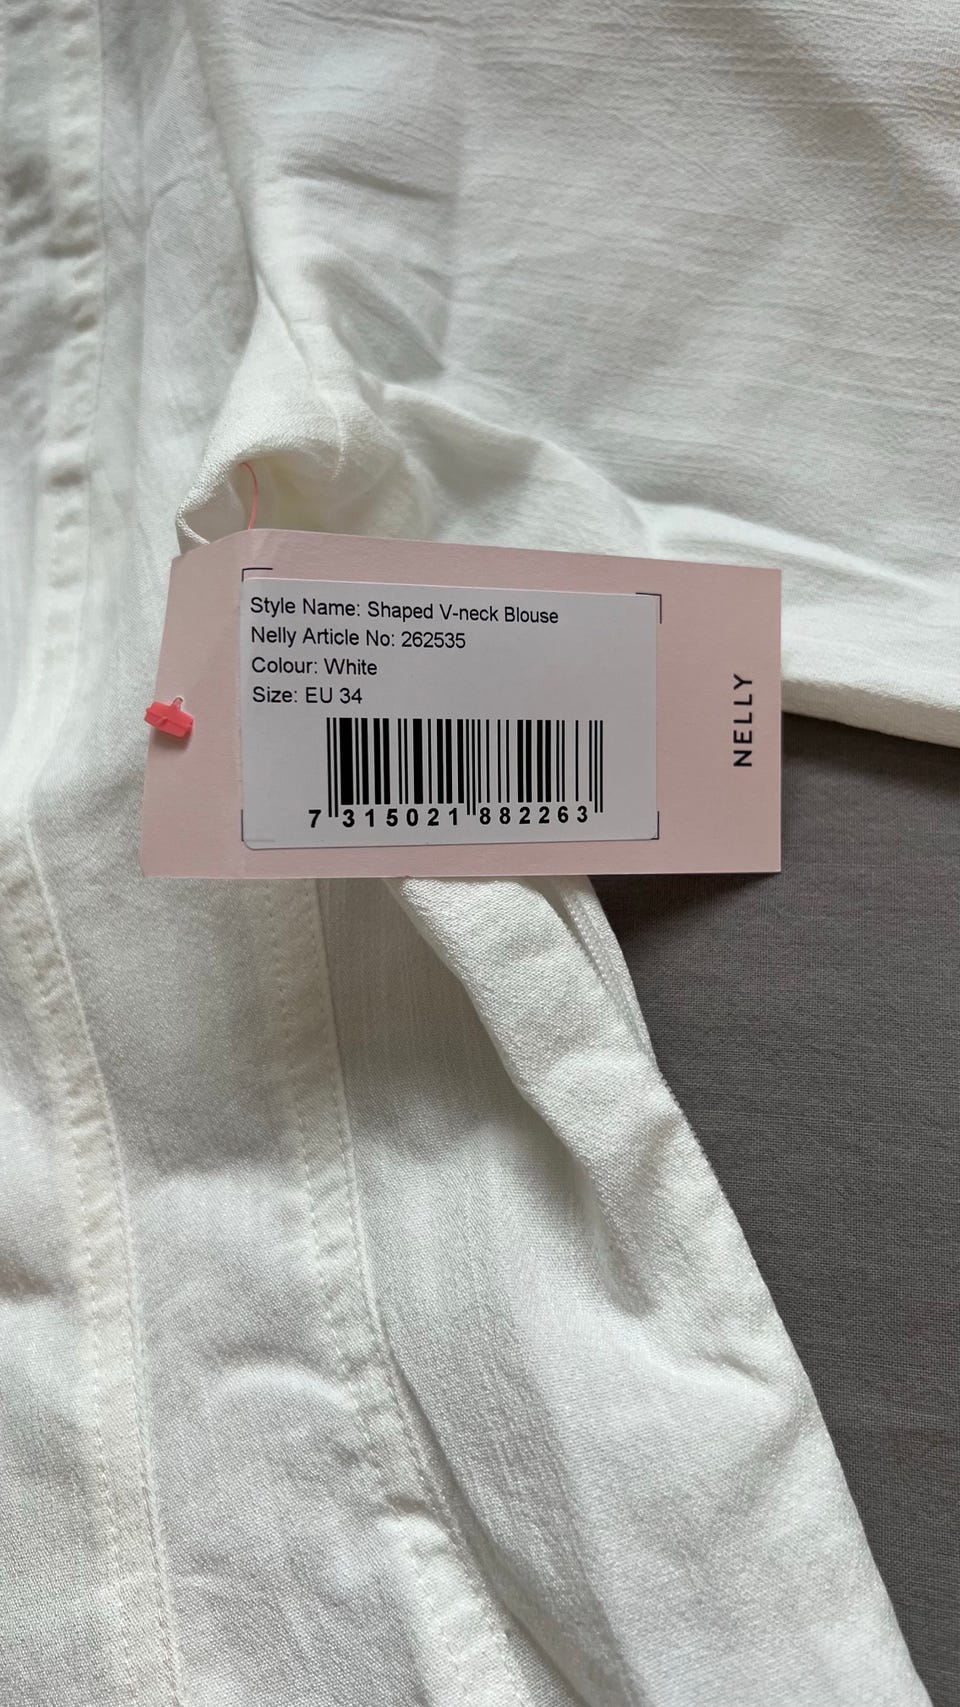 Style Name: Shaped V-neck Blouse
Nelly Article No: 262535
Colour: White
Size: EU 34
7 315021 882263
NELLY